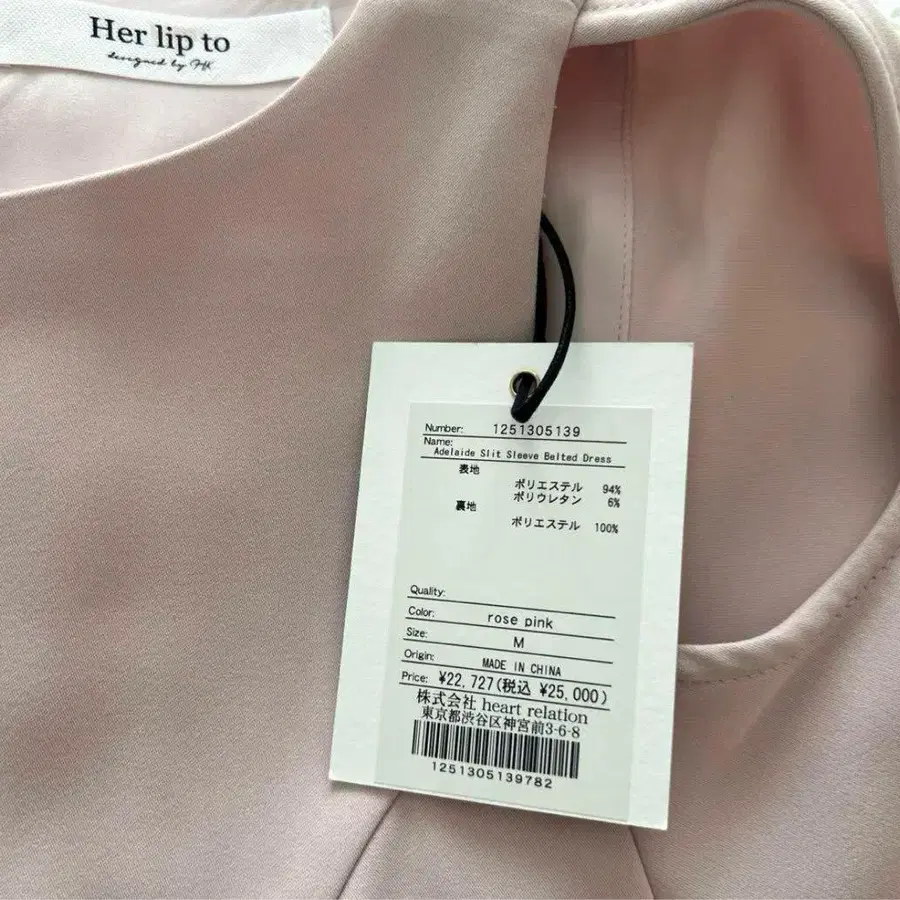 Her lip to
designed by HK
Number: 1251305139
Name:
Adelaide Slit Sleeve Belted Dress
表地
ポリエステル 94%
ポリウレタン 6%
裏地
ポリエステル 100%
Quality:
Color: rose pink
Size: M
Origin: MADE IN CHINA
Price: ¥22,727(税込 ¥25,000)
株式会社 heart relation
東京都渋谷区神宮前3-6-8
1251305139782